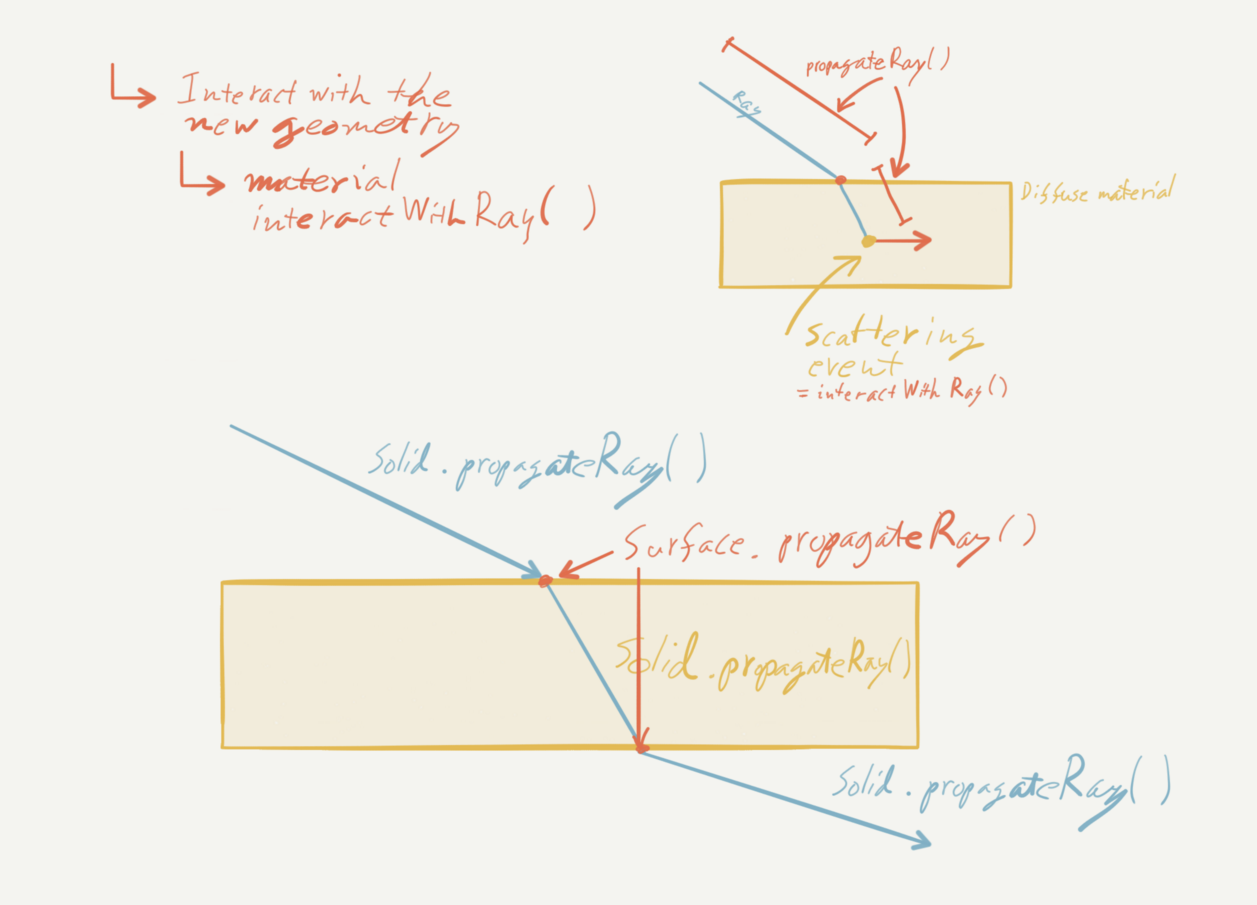 Interact with the
new geometry
material
interactWithRay( )
propagateRay( )
Ray
Diffuse material
scattering
event
= interactWithRay( )
Solid.propagateRay( )
Surface.propagateRay( )
Solid.propagateRay( )
Solid.propagateRay( )